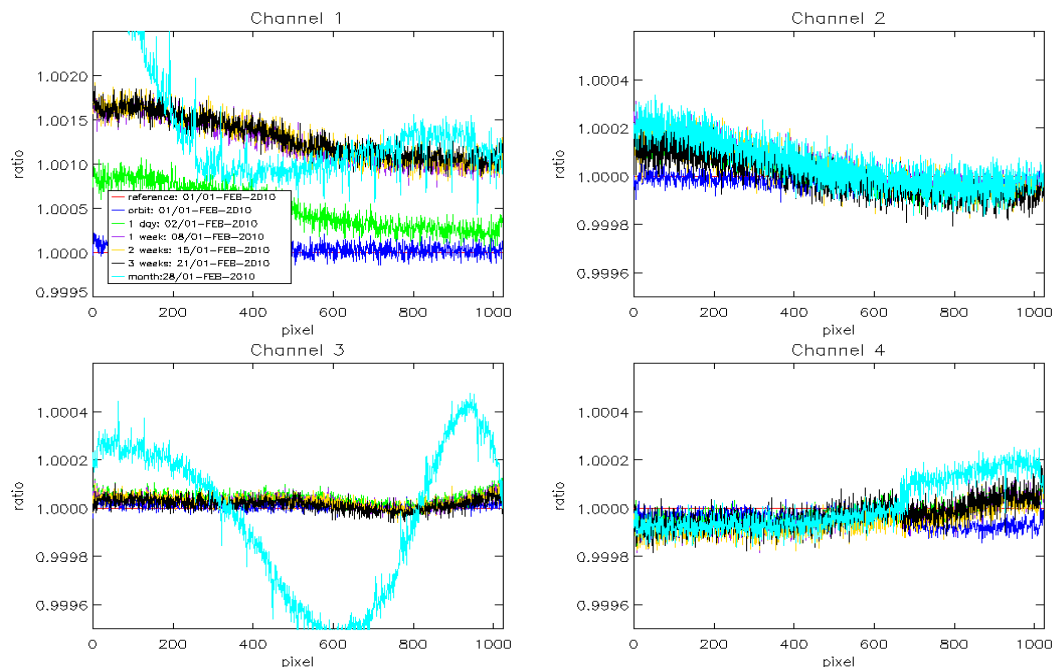 Channel 1
1.0020
1.0015
1.0010
1.0005
1.0000
0.9995
ratio
0 200 400 600 800 1000
pixel
reference: 01/01-FEB-2010
orbit: 01/01-FEB-2010
1 day: 02/01-FEB-2010
1 week: 08/01-FEB-2010
2 weeks: 15/01-FEB-2010
3 weeks: 21/01-FEB-2010
month:28/01-FEB-2010
Channel 2
1.0004
1.0002
1.0000
0.9998
0.9996
ratio
0 200 400 600 800 1000
pixel
Channel 3
1.0004
1.0002
1.0000
0.9998
0.9996
ratio
0 200 400 600 800 1000
pixel
Channel 4
1.0004
1.0002
1.0000
0.9998
0.9996
ratio
0 200 400 600 800 1000
pixel